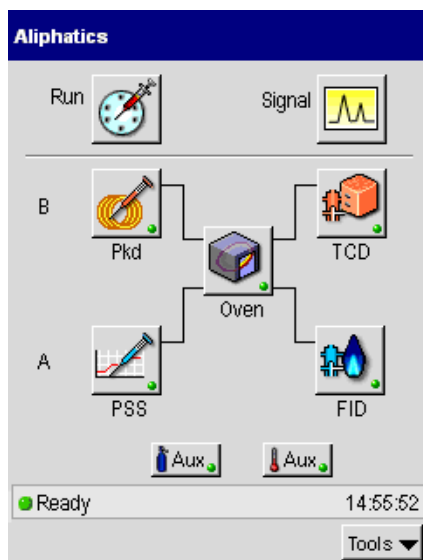 Aliphatics
Run Signal
B
Pkd TCD
Oven
A
PSS FID
Aux Aux
Ready 14:55:52
Tools